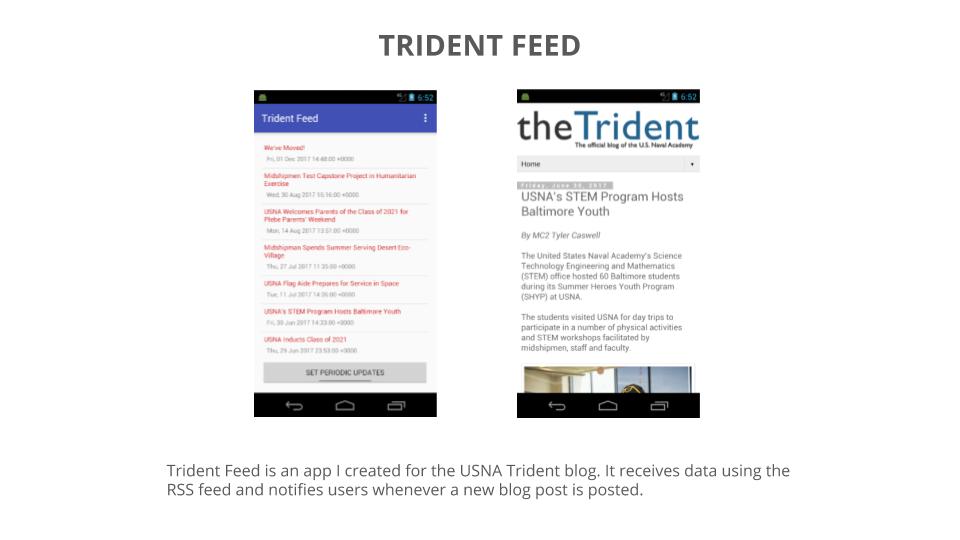 TRIDENT FEED
6:52
Trident Feed
We've Moved!
Fri, 01 Dec 2017 14:48:00 +0000
Midshipmen Test Capstone Project in Humanitarian
Exercise
Wed, 30 Aug 2017 15:16:00 +0000
USNA Welcomes Parents of the Class of 2021 for
Plebe Parents' Weekend
Mon, 14 Aug 2017 13:51:00 +0000
Midshipman Spends Summer Serving Desert Eco-
Village
Thu, 27 Jul 2017 11:35:00 +0000
USNA Flag Aide Prepares for Service in Space
Tue, 11 Jul 2017 14:26:00 +0000
USNA's STEM Program Hosts Baltimore Youth
Fri, 30 Jun 2017 14:33:00 +0000
USNA Inducts Class of 2021
Thu, 29 Jun 2017 23:53:00 +0000
SET PERIODIC UPDATES
6:52
theTrident
The official blog of the U.S. Naval Academy
Home
Friday, June 30, 2017
USNA's STEM Program Hosts
Baltimore Youth
By MC2 Tyler Caswell
The United States Naval Academy's Science
Technology Engineering and Mathematics
(STEM) office hosted 60 Baltimore students
during its Summer Heroes Youth Program
(SHYP) at USNA.
The students visited USNA for day trips to
participate in a number of physical activities
and STEM workshops facilitated by
midshipmen, staff and faculty.
Trident Feed is an app I created for the USNA Trident blog. It receives data using the
RSS feed and notifies users whenever a new blog post is posted.